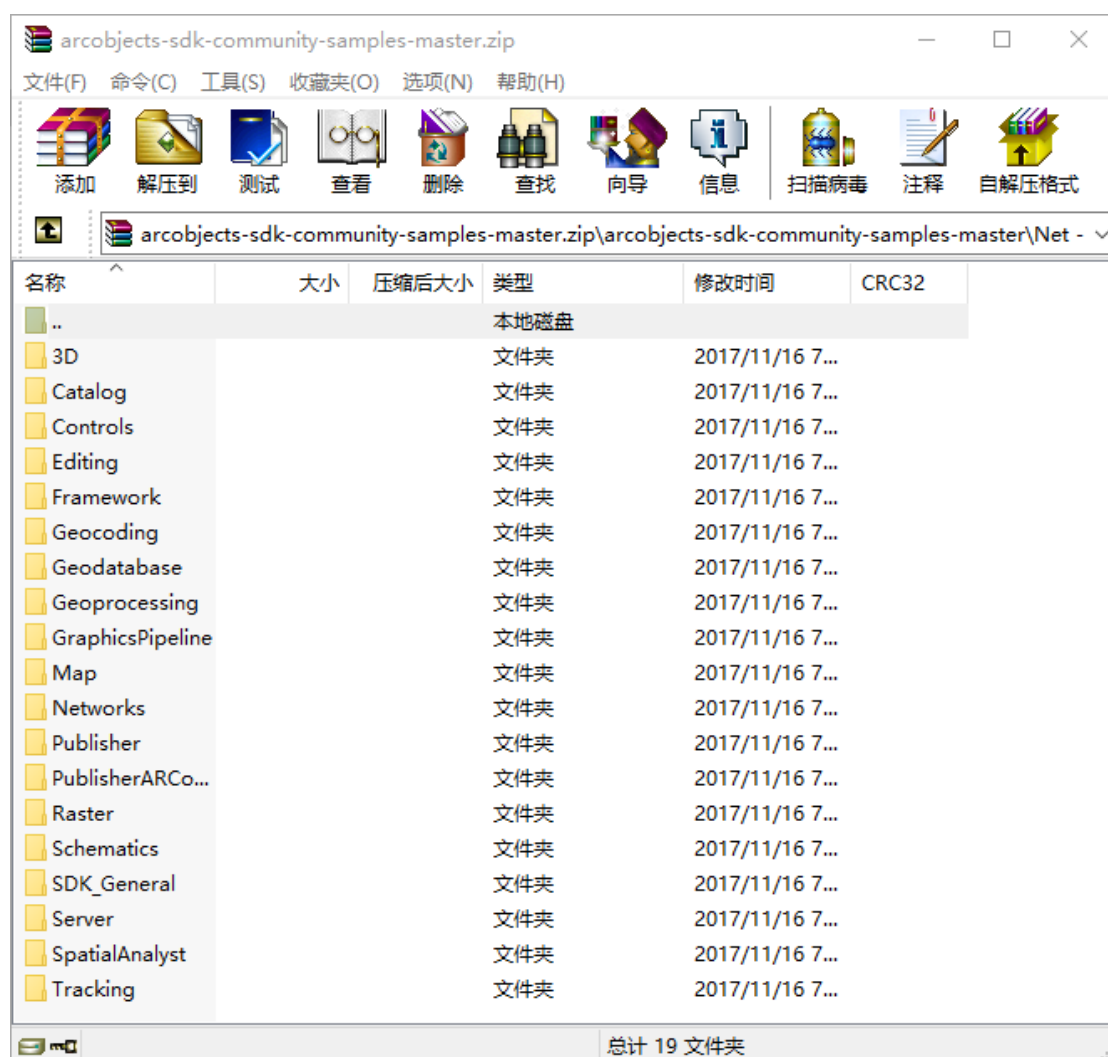 arcobjects-sdk-community-samples-master.zip
文件(F) 命令(C) 工具(S) 收藏夹(O) 选项(N) 帮助(H)
添加 解压到 测试 查看 删除 查找 向导 信息 扫描病毒 注释 自解压格式
arcobjects-sdk-community-samples-master.zip\arcobjects-sdk-community-samples-master\Net -
名称 大小 压缩后大小 类型 修改时间 CRC32
.. 本地磁盘
3D 文件夹 2017/11/16 7...
Catalog 文件夹 2017/11/16 7...
Controls 文件夹 2017/11/16 7...
Editing 文件夹 2017/11/16 7...
Framework 文件夹 2017/11/16 7...
Geocoding 文件夹 2017/11/16 7...
Geodatabase 文件夹 2017/11/16 7...
Geoprocessing 文件夹 2017/11/16 7...
GraphicsPipeline 文件夹 2017/11/16 7...
Map 文件夹 2017/11/16 7...
Networks 文件夹 2017/11/16 7...
Publisher 文件夹 2017/11/16 7...
PublisherARCo... 文件夹 2017/11/16 7...
Raster 文件夹 2017/11/16 7...
Schematics 文件夹 2017/11/16 7...
SDK_General 文件夹 2017/11/16 7...
Server 文件夹 2017/11/16 7...
SpatialAnalyst 文件夹 2017/11/16 7...
Tracking 文件夹 2017/11/16 7...
总计 19 文件夹